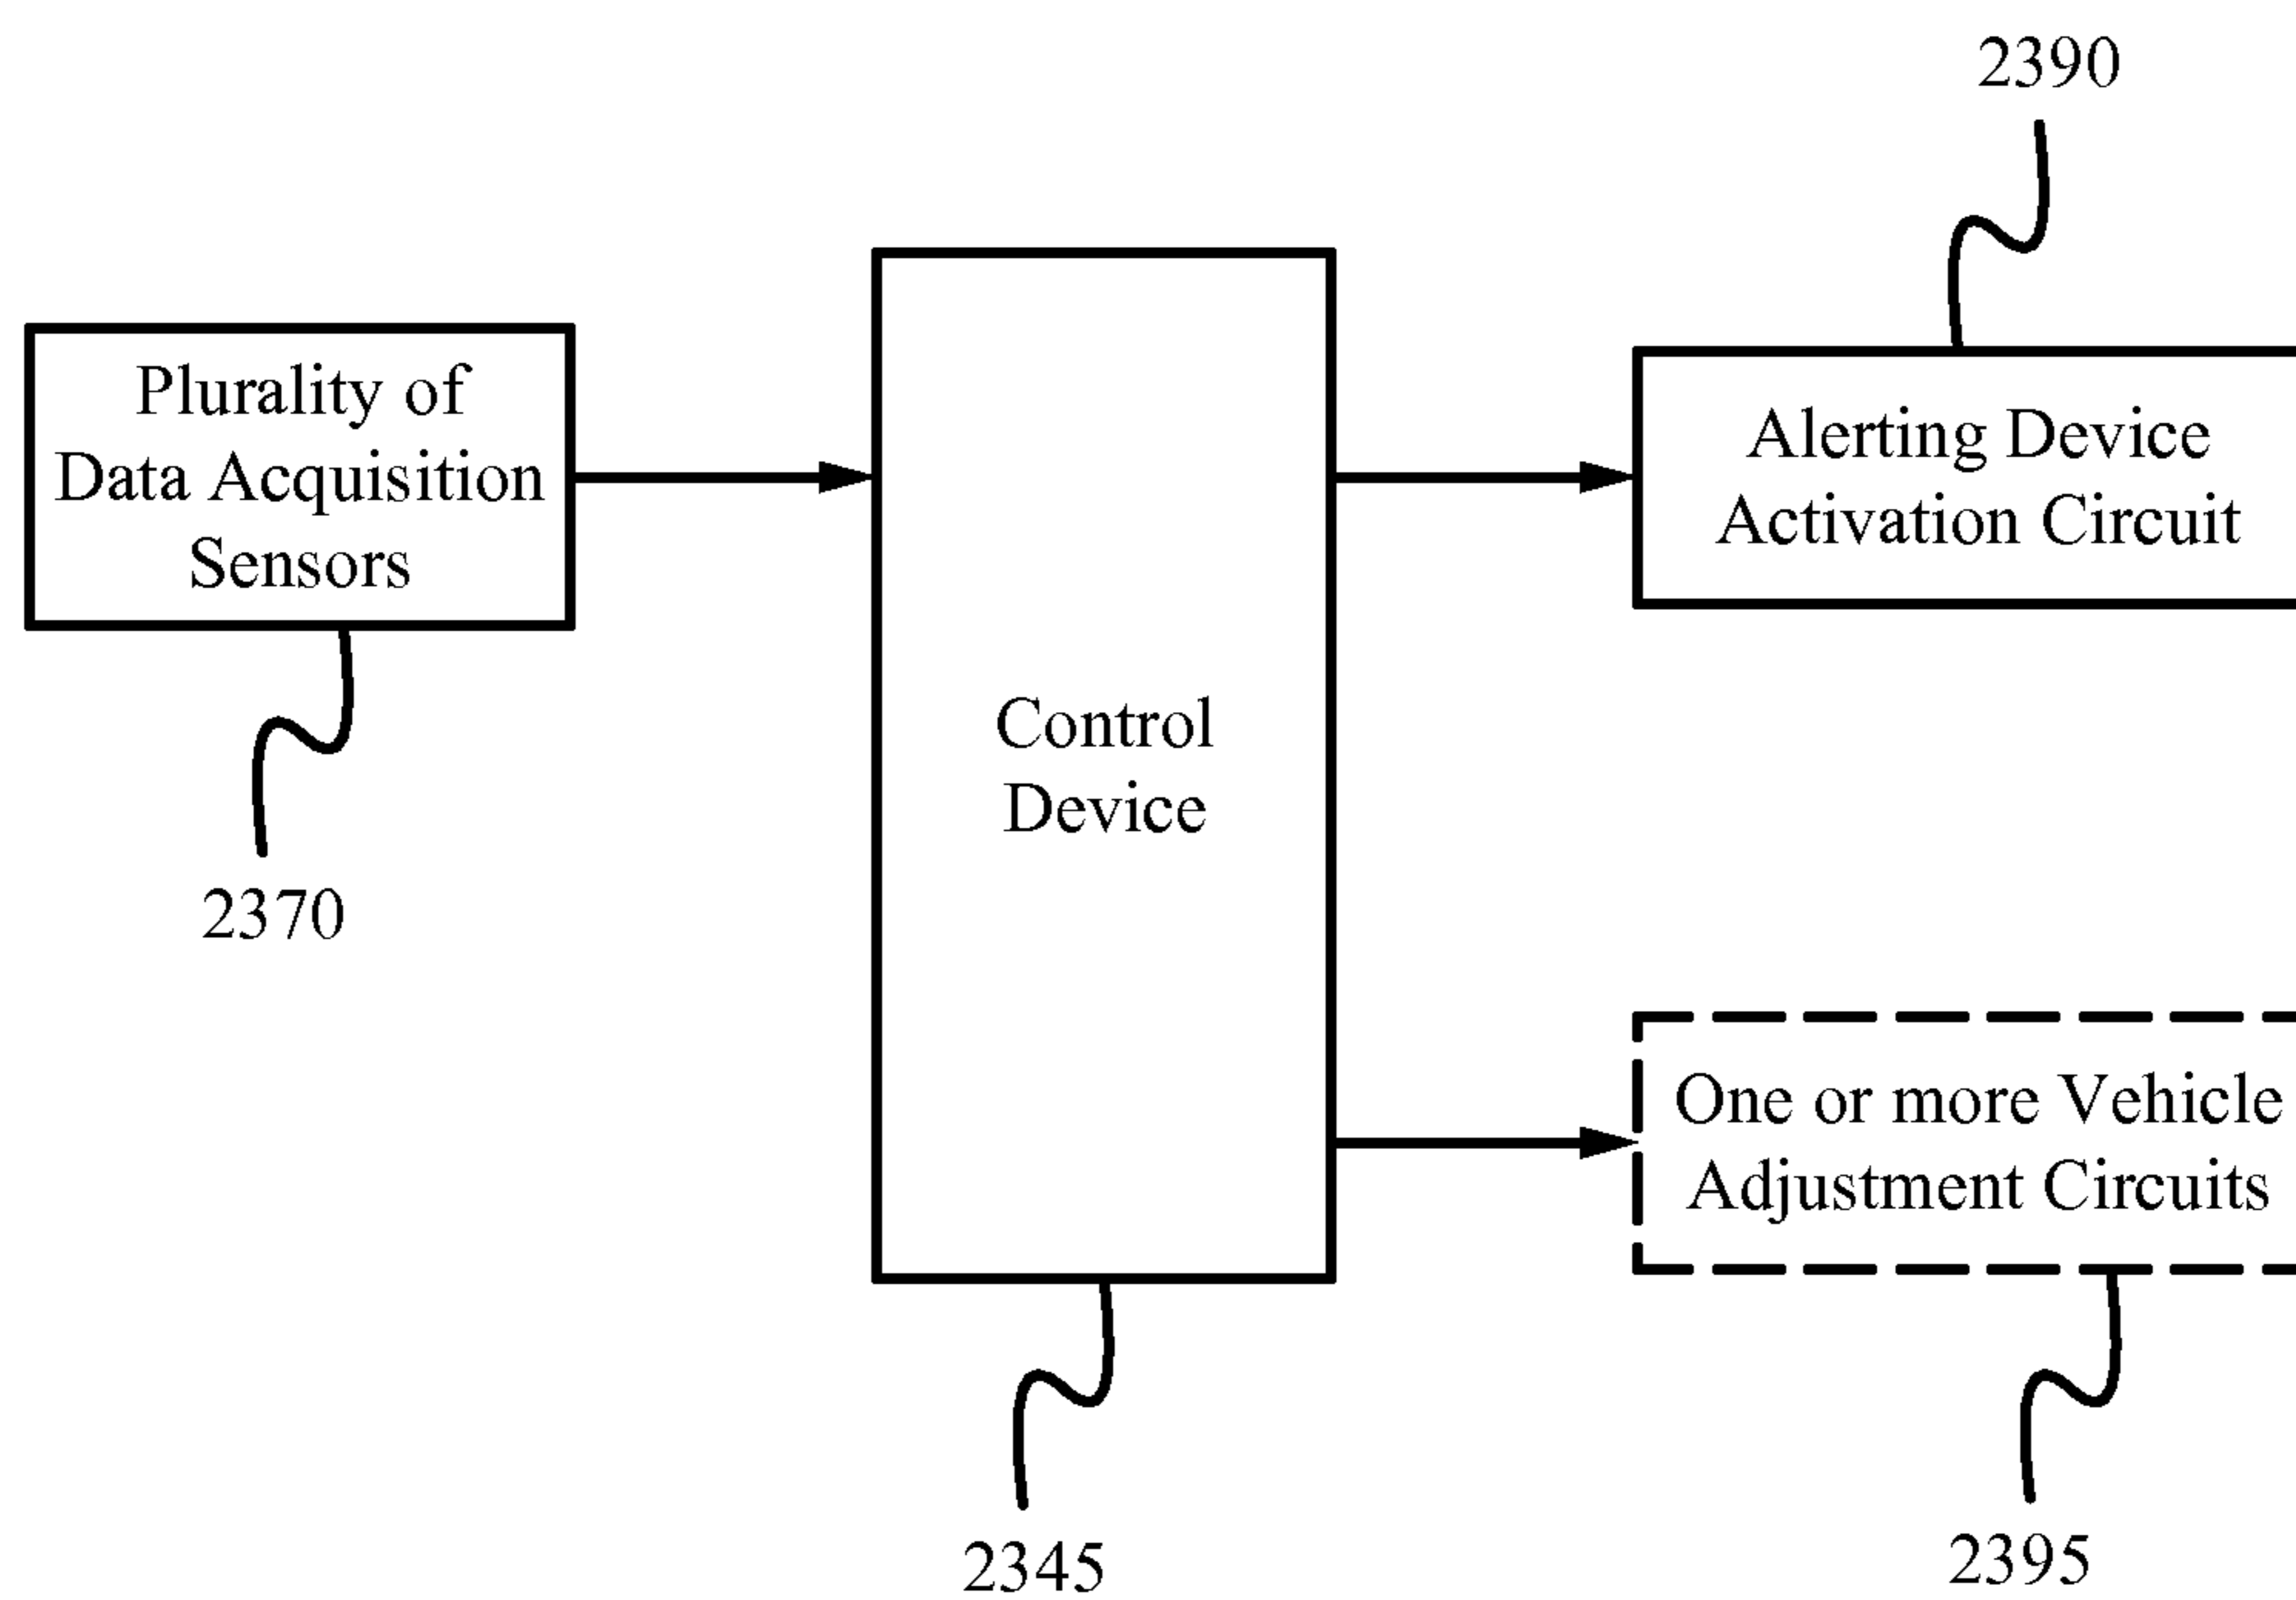 2390
Plurality of
Data Acquisition
Sensors
2370
Control
Device
2345
Alerting Device
Activation Circuit
One or more Vehicle
Adjustment Circuits
2395